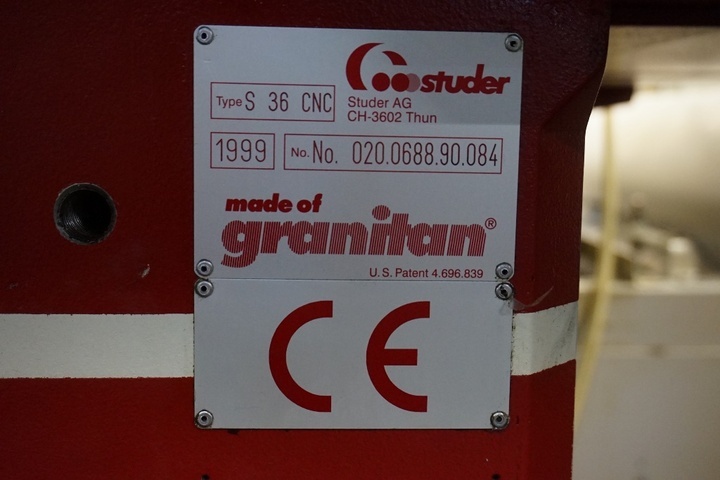 studer
Type S 36 CNC
Studer AG
CH-3602 Thun
1999
No. No. 020.0688.90.084
made of
granitan®
U.S. Patent 4.696.839
CE